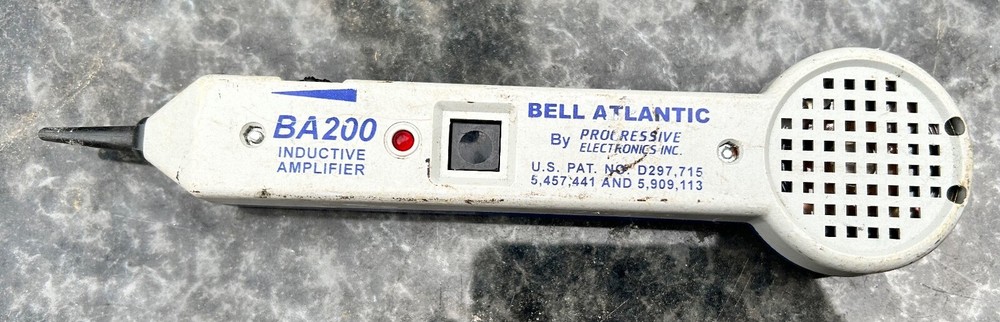 BA200
INDUCTIVE
AMPLIFIER
BELL ATLANTIC
By PROGRESSIVE
ELECTRONICS INC.
U.S. PAT. NO. D297,715
5,457,441 AND 5,909,113